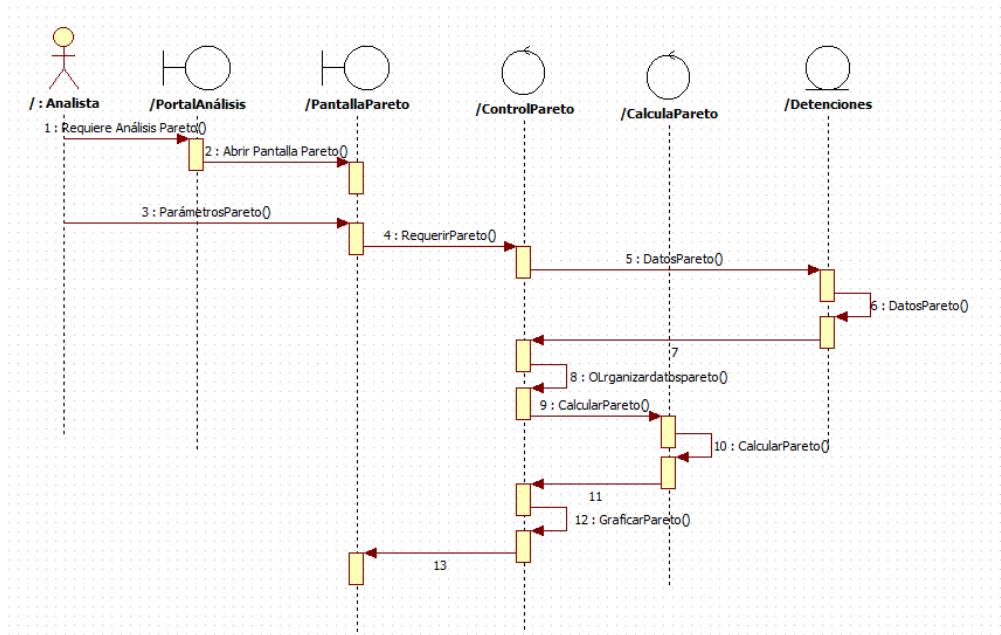 / : Analista
/PortalAnálisis
/PantallaPareto
/ControlPareto
/CalculaPareto
/Detenciones
1 : Requiere Análisis Pareto()
2 : Abrir Pantalla Pareto()
3 : ParámetrosPareto()
4 : RequerirPareto()
5 : DatosPareto()
6 : DatosPareto()
7
8 : OLrganizardatospareto()
9 : CalcularPareto()
10 : CalcularPareto()
11
12 : GraficarPareto()
13